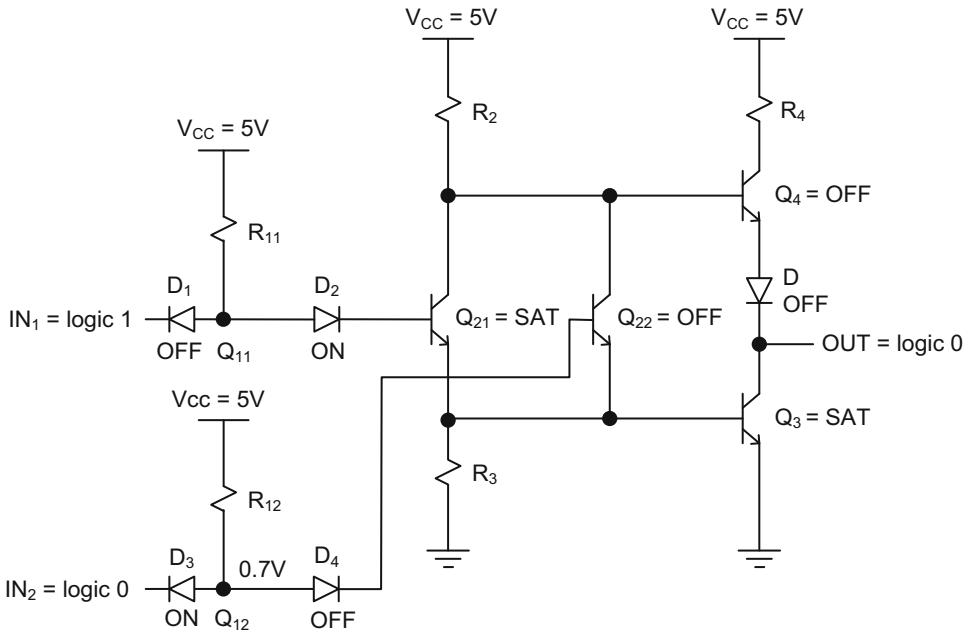 V_CC = 5V
V_CC = 5V
R_2
R_4
V_CC = 5V
Q_4 = OFF
R_11
D_1
D_2
D
OFF
IN_1 = logic 1
Q_21 = SAT
Q_22 = OFF
OUT = logic 0
OFF
Q_11
ON
Vcc = 5V
Q_3 = SAT
R_3
R_12
D_3
0.7V
D_4
IN_2 = logic 0
ON
Q_12
OFF